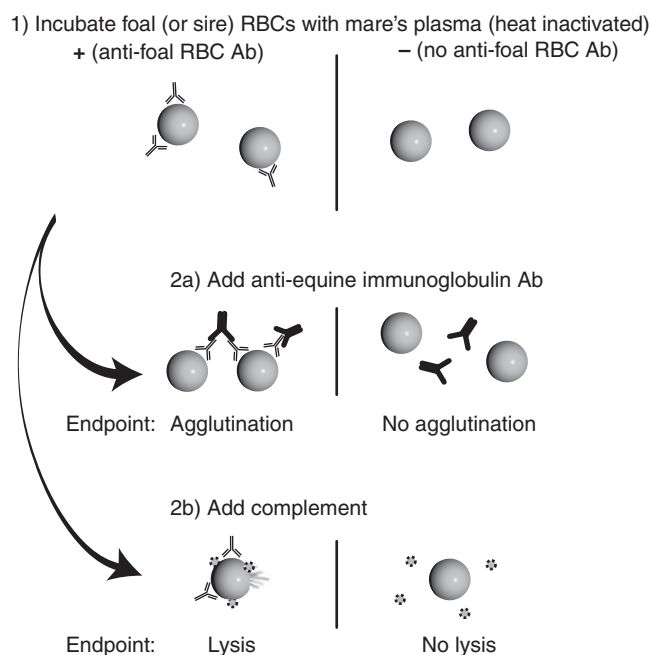 1) Incubate foal (or sire) RBCs with mare's plasma (heat inactivated)
+ (anti-foal RBC Ab) – (no anti-foal RBC Ab)
2a) Add anti-equine immunoglobulin Ab
Endpoint: Agglutination No agglutination
2b) Add complement
Endpoint: Lysis No lysis